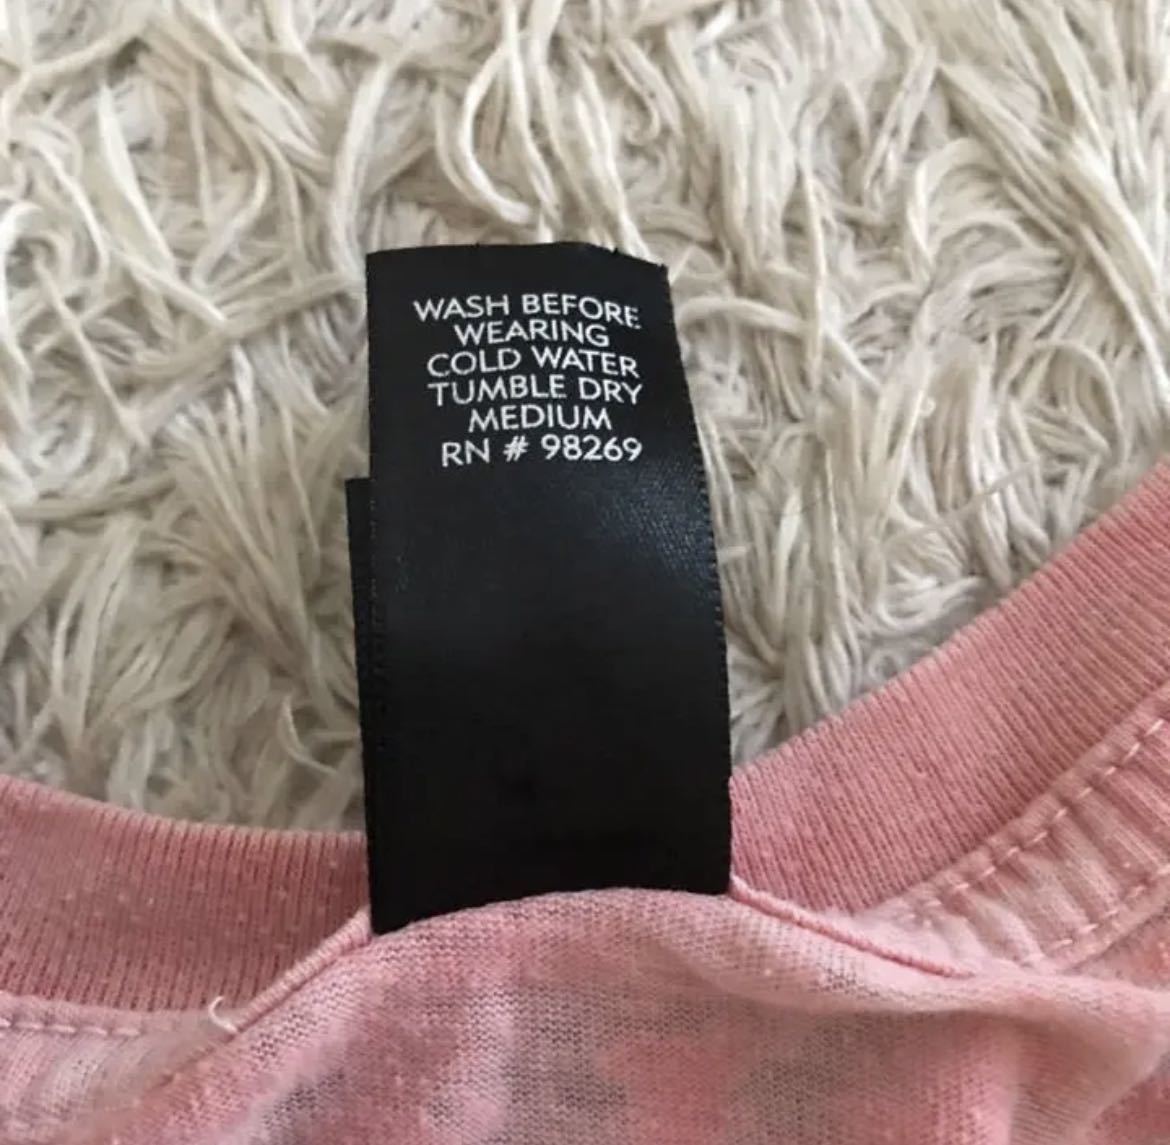 WASH BEFORE
WEARING
COLD WATER
TUMBLE DRY
MEDIUM
RN # 98269